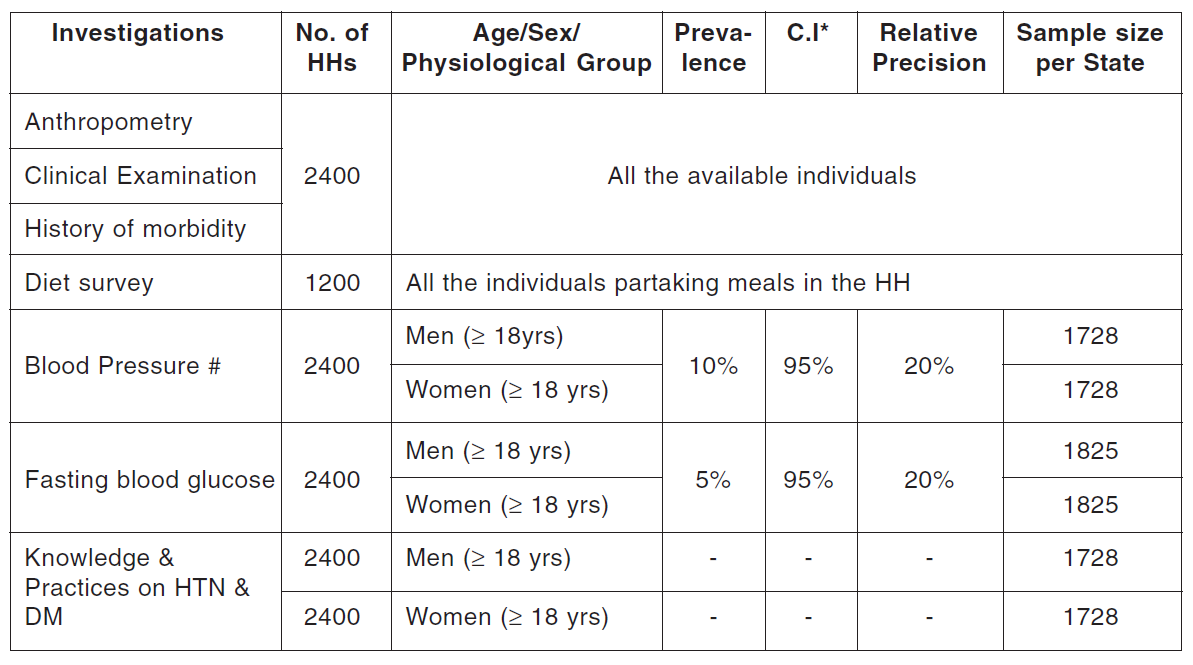 Investigations No. of HHs Age/Sex/ Physiological Group Preva- lence C.I* Relative Precision Sample size per State
Anthropometry
Clinical Examination 2400 All the available individuals
History of morbidity
Diet survey 1200 All the individuals partaking meals in the HH
Blood Pressure # 2400 Men (≥ 18yrs) 10% 95% 20% 1728
Women (≥ 18 yrs) 1728
Fasting blood glucose 2400 Men (≥ 18 yrs) 5% 95% 20% 1825
Women (≥ 18 yrs) 1825
Knowledge & 2400 Men (≥ 18 yrs) - - - 1728
Practices on HTN &
DM 2400 Women (≥ 18 yrs) - - - 1728